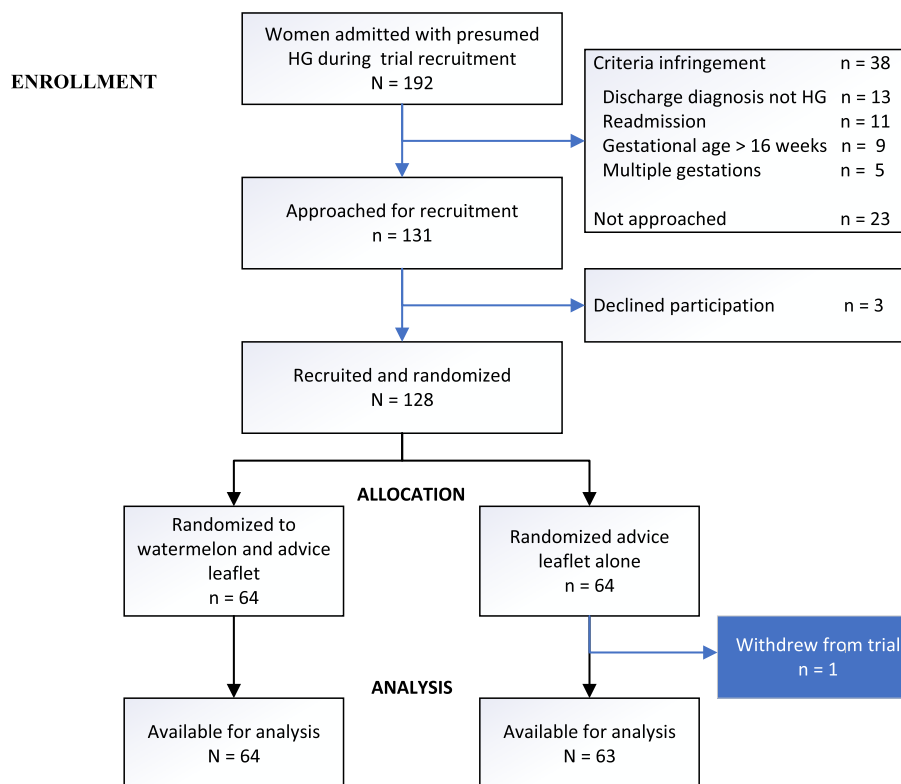 Women admitted with presumed
HG during trial recruitment
N = 192
ENROLLMENT
Criteria infringement n = 38
Discharge diagnosis not HG n = 13
Readmission n = 11
Gestational age > 16 weeks n = 9
Multiple gestations n = 5
Not approached n = 23
Approached for recruitment
n = 131
Declined participation n = 3
Recruited and randomized
N = 128
ALLOCATION
Randomized to
watermelon and advice
leaflet
n = 64
Randomized advice
leaflet alone
n = 64
Withdrew from trial
n = 1
ANALYSIS
Available for analysis
N = 64
Available for analysis
N = 63